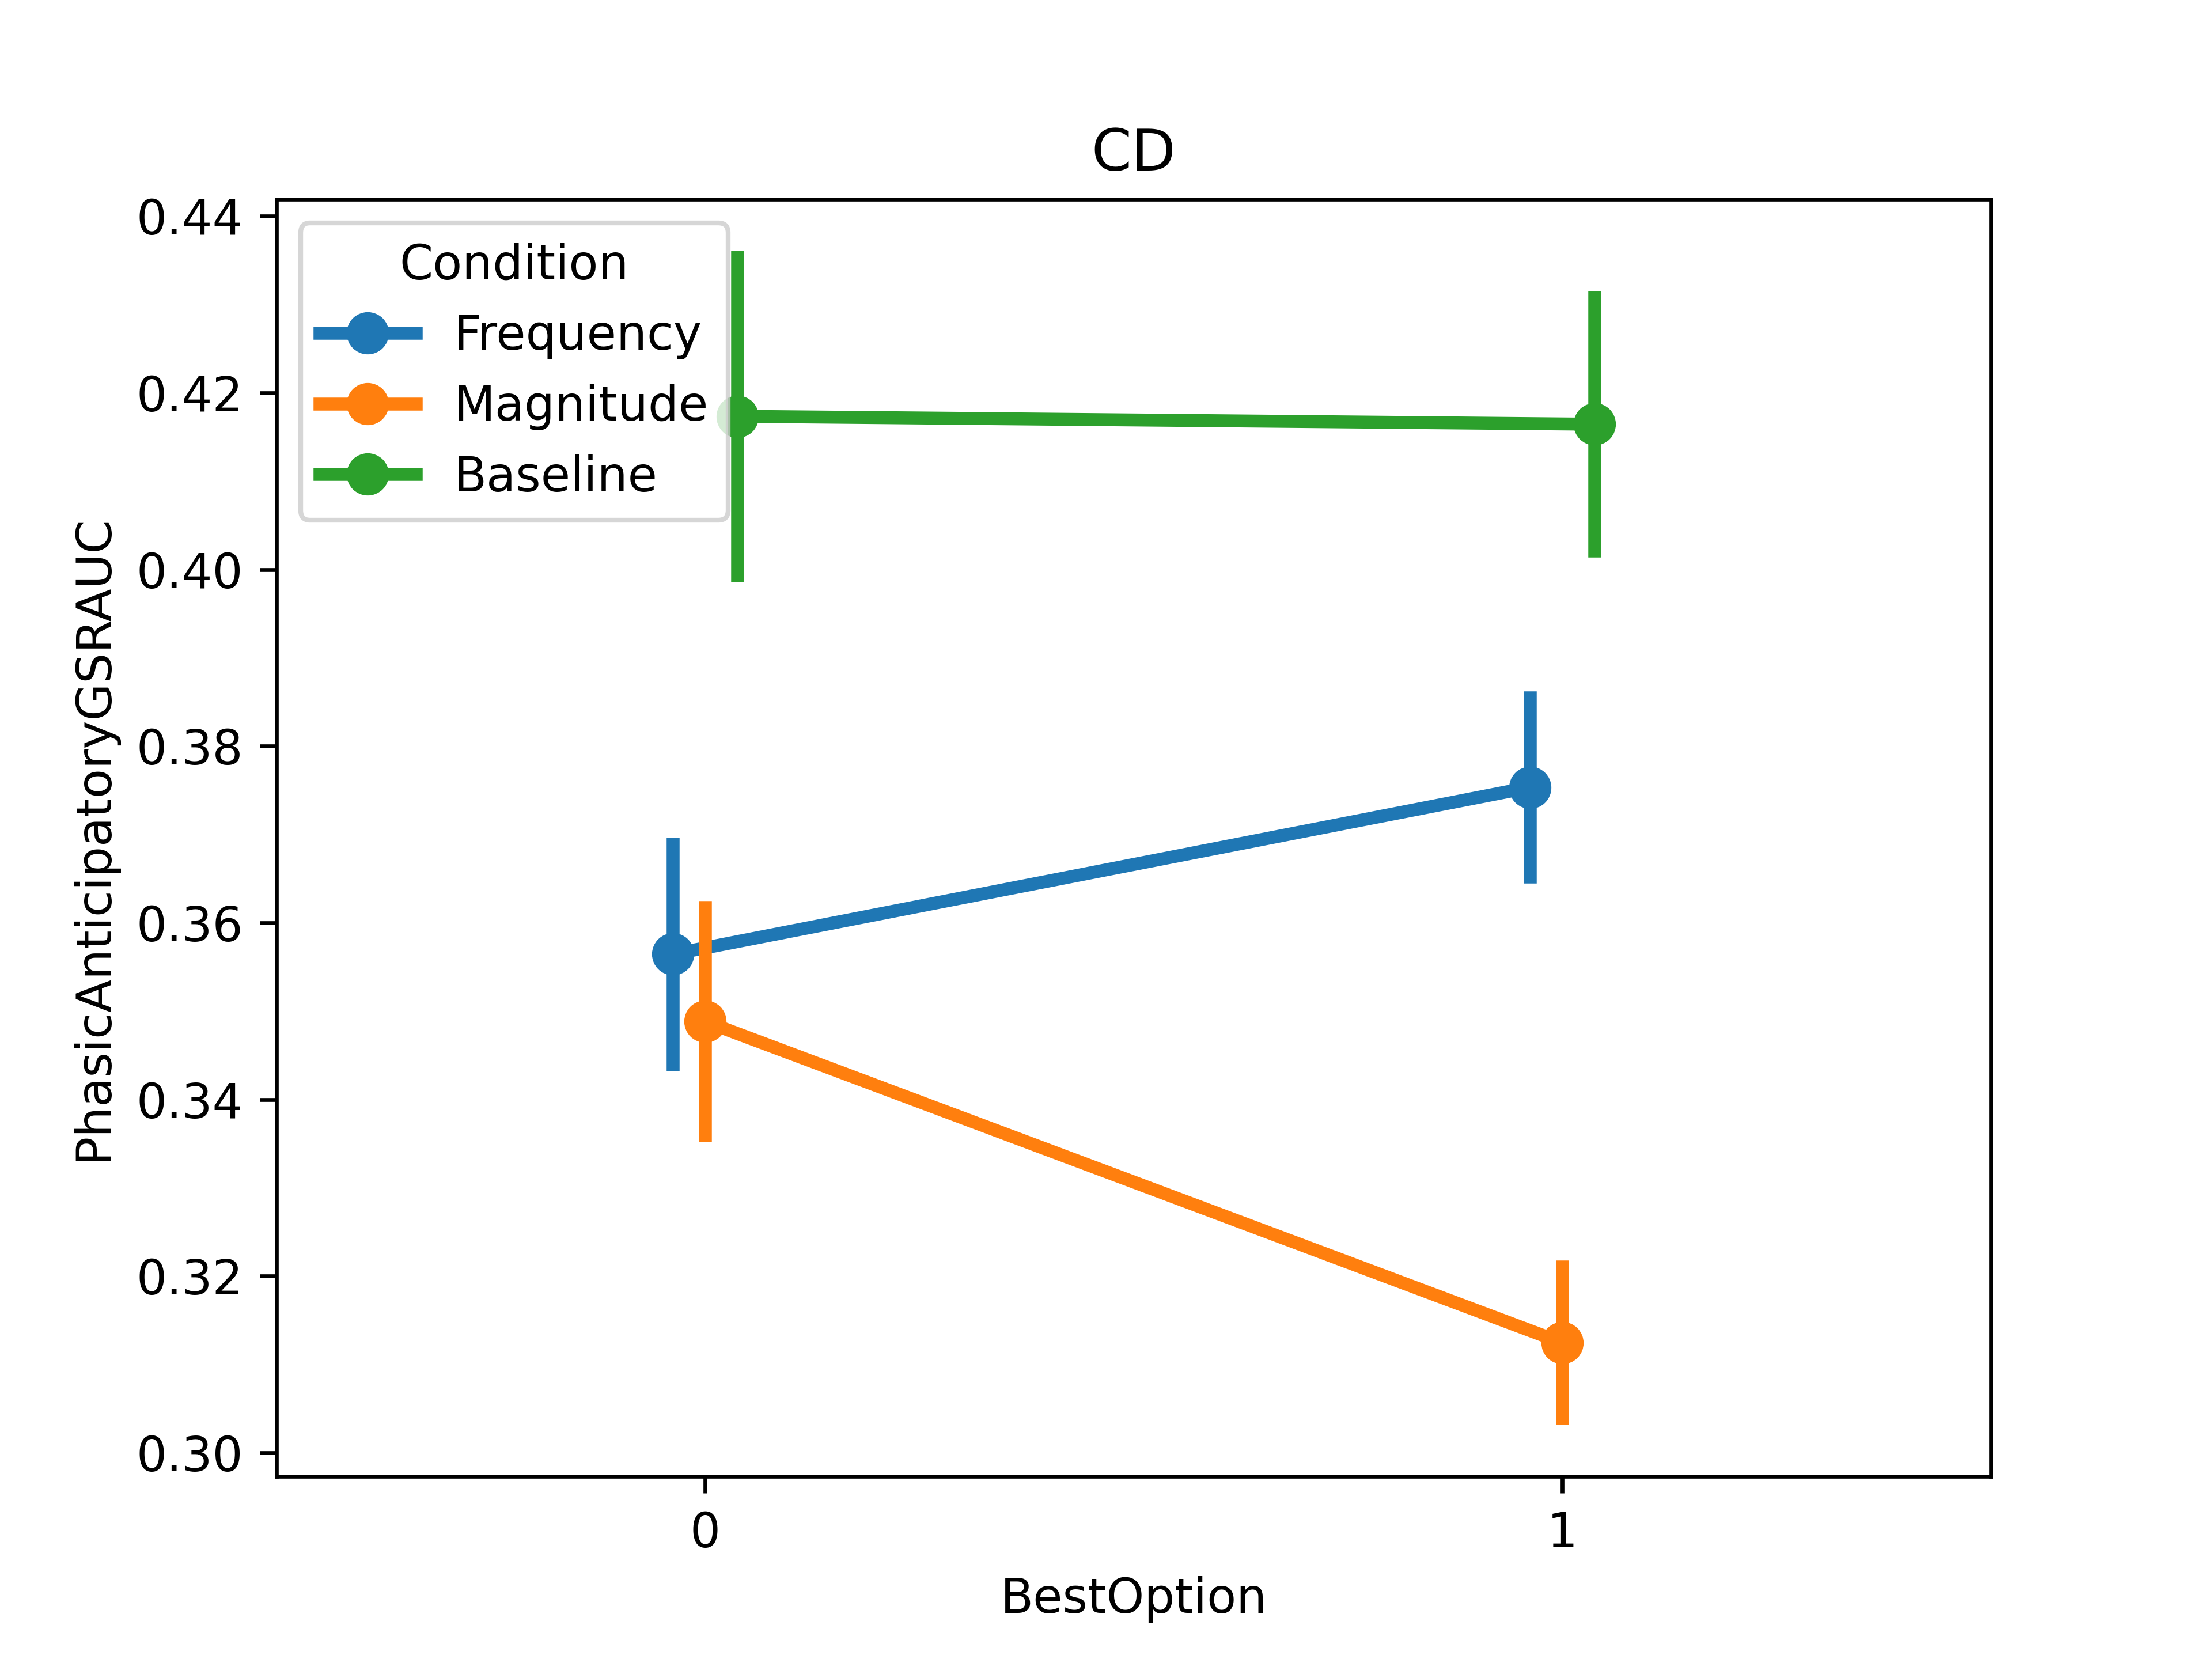 CD
Condition
Frequency
Magnitude
Baseline
PhasicAnticipatoryGSRAUC
0.44
0.42
0.40
0.38
0.36
0.34
0.32
0.30
0
1
BestOption